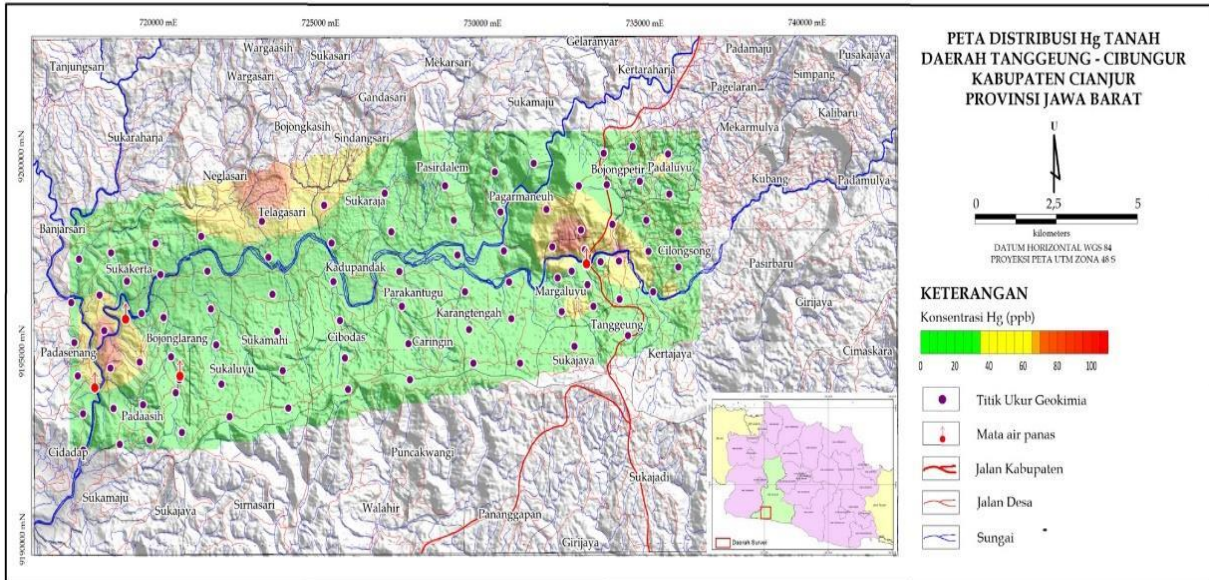 720000 mE
725000 mE
730000 mE
735000 mE
740000 mE
9200000 mN
9195000 mN
9190000 mN
Tanjungsari
Wargaasih
Sukasari
Wargasari
Mekarsari
Gelaranyar
Kertaraharja
Padamaju
Pusakajaya
Simpang
Pagelaran
Gandasari
Sukamaju
Kalibaru
Sukaraharja
Bojongkasih
Sindangsari
Mekarmulya
Neglasari
Pasirdalem
Bojongpetir
Padaluyu
Kubang
Padamulya
Telagasari
Sukaraja
Pagarmaneuh
Banjarsari
Sukakerta
Kadupandak
Cilongsong
Pasirbaru
Parakantugu
Margaluyu
Girijaya
Karangtengah
Tanggeung
Padasenang
Bojonglarang
Sukamahi
Cibodas
Caringin
Sukajaya
Kertajaya
Cimaskara
Sukaluyu
Padaasih
Cidadap
Puncakwangi
Sukajadi
Sukamaju
Sukajaya
Sirnasari
Walahir
Pananggapan
Girijaya
Daerah Survei
PETA DISTRIBUSI Hg TANAH
DAERAH TANGGEUNG - CIBUNGUR
KABUPATEN CIANJUR
PROVINSI JAWA BARAT
U
0 2,5 5
kilometers
DATUM HORIZONTAL WGS 84
PROYEKSI PETA UTM ZONA 48 S
KETERANGAN
Konsentrasi Hg (ppb)
0 20 40 60 80 100
Titik Ukur Geokimia
Mata air panas
Jalan Kabupaten
Jalan Desa
Sungai